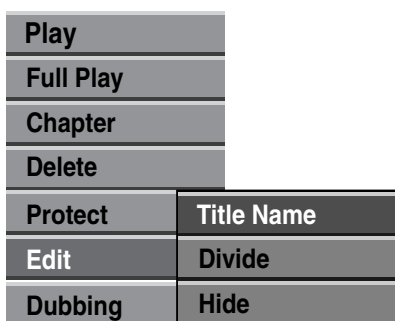 Play
Full Play
Chapter
Delete
Protect
Title Name
Edit
Divide
Dubbing
Hide